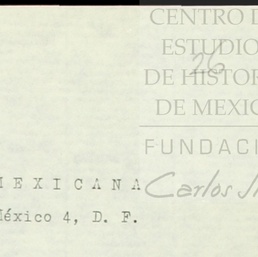 CENTRO D
ESTUDIO
26
DE HISTOR
DE MEXIC
FUNDACI
MEXICANA
Carlos
México 4, D. F.